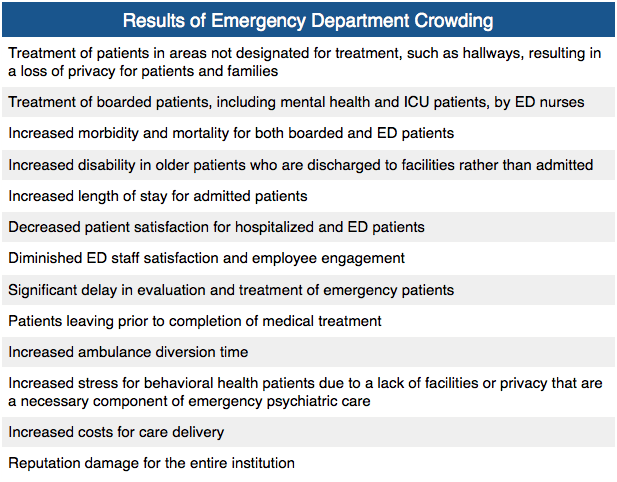 Results of Emergency Department Crowding
Treatment of patients in areas not designated for treatment, such as hallways, resulting in
a loss of privacy for patients and families
Treatment of boarded patients, including mental health and ICU patients, by ED nurses
Increased morbidity and mortality for both boarded and ED patients
Increased disability in older patients who are discharged to facilities rather than admitted
Increased length of stay for admitted patients
Decreased patient satisfaction for hospitalized and ED patients
Diminished ED staff satisfaction and employee engagement
Significant delay in evaluation and treatment of emergency patients
Patients leaving prior to completion of medical treatment
Increased ambulance diversion time
Increased stress for behavioral health patients due to a lack of facilities or privacy that are
a necessary component of emergency psychiatric care
Increased costs for care delivery
Reputation damage for the entire institution